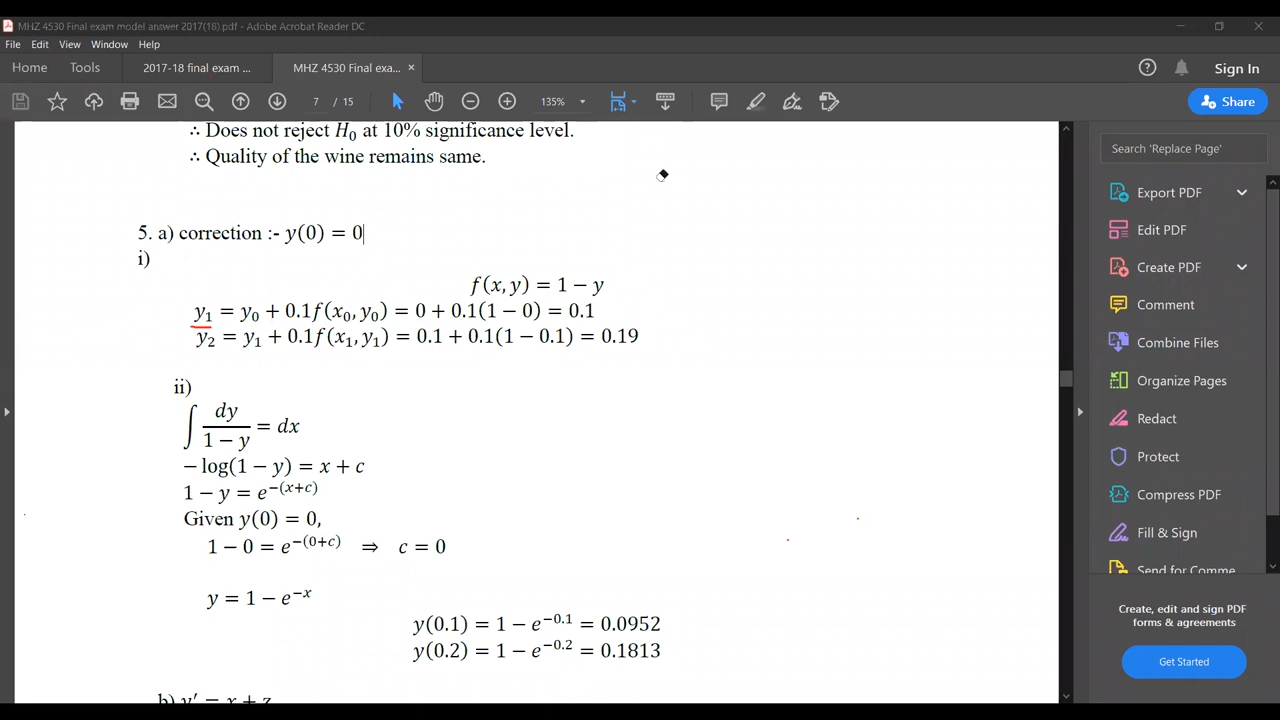 MHZ 4530 Final exam model answer 2017(18).pdf - Adobe Acrobat Reader DC
File Edit View Window Help
Home Tools 2017-18 final exam ... MHZ 4530 Final exa... × Sign In
7 / 15 135% Share
∴ Does not reject H₀ at 10% significance level.
∴ Quality of the wine remains same.
Search 'Replace Page'
Export PDF
Edit PDF
Create PDF
Comment
Combine Files
Organize Pages
Redact
Protect
Compress PDF
Fill & Sign
Send for Comme
Create, edit and sign PDF
forms & agreements
Get Started
5. a) correction :- y(0) = 0
i)
f(x, y) = 1 − y
y₁ = y₀ + 0.1f(x₀, y₀) = 0 + 0.1(1 − 0) = 0.1
y₂ = y₁ + 0.1f(x₁, y₁) = 0.1 + 0.1(1 − 0.1) = 0.19
ii)
∫ dy/(1 − y) = dx
− log(1 − y) = x + c
1 − y = e^−(x+c)
Given y(0) = 0,
1 − 0 = e^−(0+c) ⇒ c = 0
y = 1 − e^−x
y(0.1) = 1 − e^−0.1 = 0.0952
y(0.2) = 1 − e^−0.2 = 0.1813
b) y′ = x + z